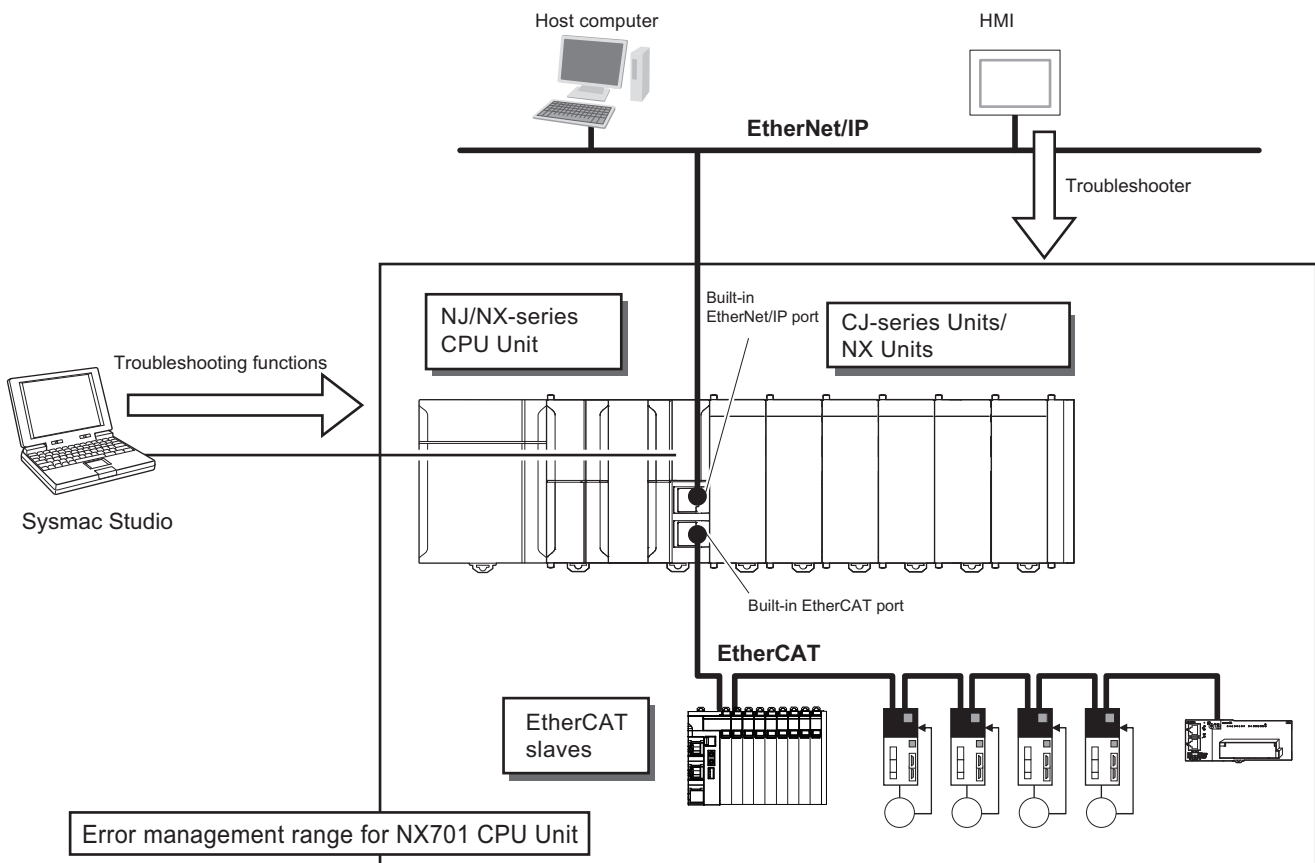 Host computer
HMI
EtherNet/IP
Troubleshooter
Built-in
EtherNet/IP port
NJ/NX-series
CPU Unit
CJ-series Units/
NX Units
Troubleshooting functions
Sysmac Studio
Built-in EtherCAT port
EtherCAT
EtherCAT
slaves
Error management range for NX701 CPU Unit